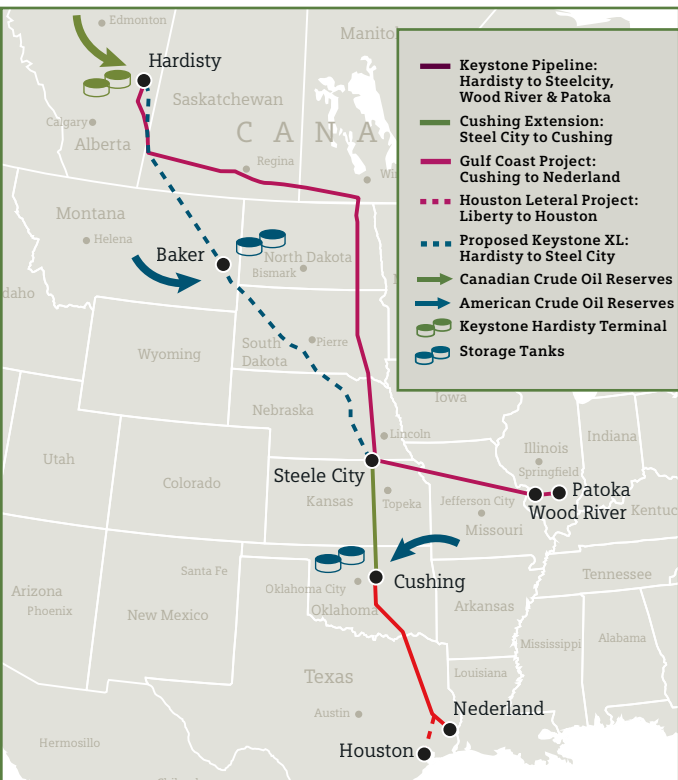 Edmonton
Manito
Hardisty
Saskatchewan
Calgary
Alberta
C A N A
Regina
Wi
Montana
Helena
Baker
North Dakota
Bismark
daho
Wyoming
South
Dakota
Pierre
Nebraska
Iowa
Lincoln
Illinois
Indiana
Springfield
Utah
Colorado
Steele City
Kansas
Topeka
Jefferson City
Missouri
Patoka
Wood River
Kentuc
Santa Fe
Oklahoma City
Oklahoma
Cushing
Arizona
Phoenix
New Mexico
Arkansas
Tennessee
Mississippi
Alabama
Texas
Louisiana
Austin
Nederland
Houston
Hermosillo
Keystone Pipeline:
Hardisty to Steelcity,
Wood River & Patoka
Cushing Extension:
Steel City to Cushing
Gulf Coast Project:
Cushing to Nederland
Houston Leteral Project:
Liberty to Houston
Proposed Keystone XL:
Hardisty to Steel City
Canadian Crude Oil Reserves
American Crude Oil Reserves
Keystone Hardisty Terminal
Storage Tanks